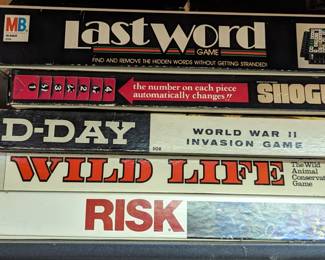 MB
Last Word
GAME
FIND AND REMOVE THE HIDDEN WORDS WITHOUT GETTING STRANDED!
the number on each piece
automatically changes!!
SHOGU
D-DAY
WORLD WAR II
INVASION GAME
WILD LIFE
The Wild
Animal
Conservat
Game
RISK